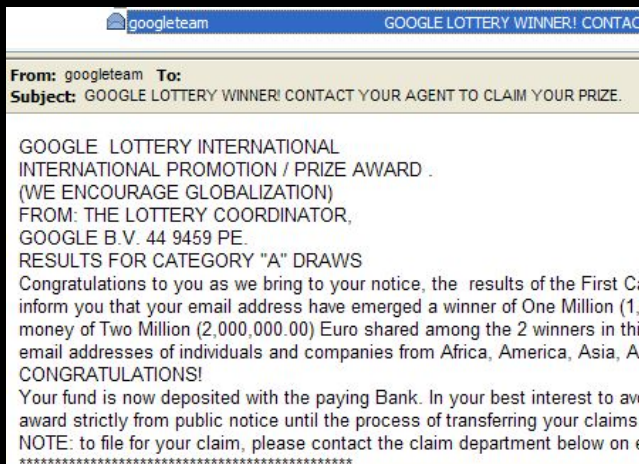 googleteam GOOGLE LOTTERY WINNER! CONTAC
From: googleteam To:
Subject: GOOGLE LOTTERY WINNER! CONTACT YOUR AGENT TO CLAIM YOUR PRIZE.
GOOGLE LOTTERY INTERNATIONAL
INTERNATIONAL PROMOTION / PRIZE AWARD .
(WE ENCOURAGE GLOBALIZATION)
FROM: THE LOTTERY COORDINATOR,
GOOGLE B.V. 44 9459 PE.
RESULTS FOR CATEGORY "A" DRAWS
Congratulations to you as we bring to your notice, the results of the First Ca
inform you that your email address have emerged a winner of One Million (1,
money of Two Million (2,000,000.00) Euro shared among the 2 winners in thi
email addresses of individuals and companies from Africa, America, Asia, A
CONGRATULATIONS!
Your fund is now deposited with the paying Bank. In your best interest to av
award strictly from public notice until the process of transferring your claims
NOTE: to file for your claim, please contact the claim department below on e
***********************************************